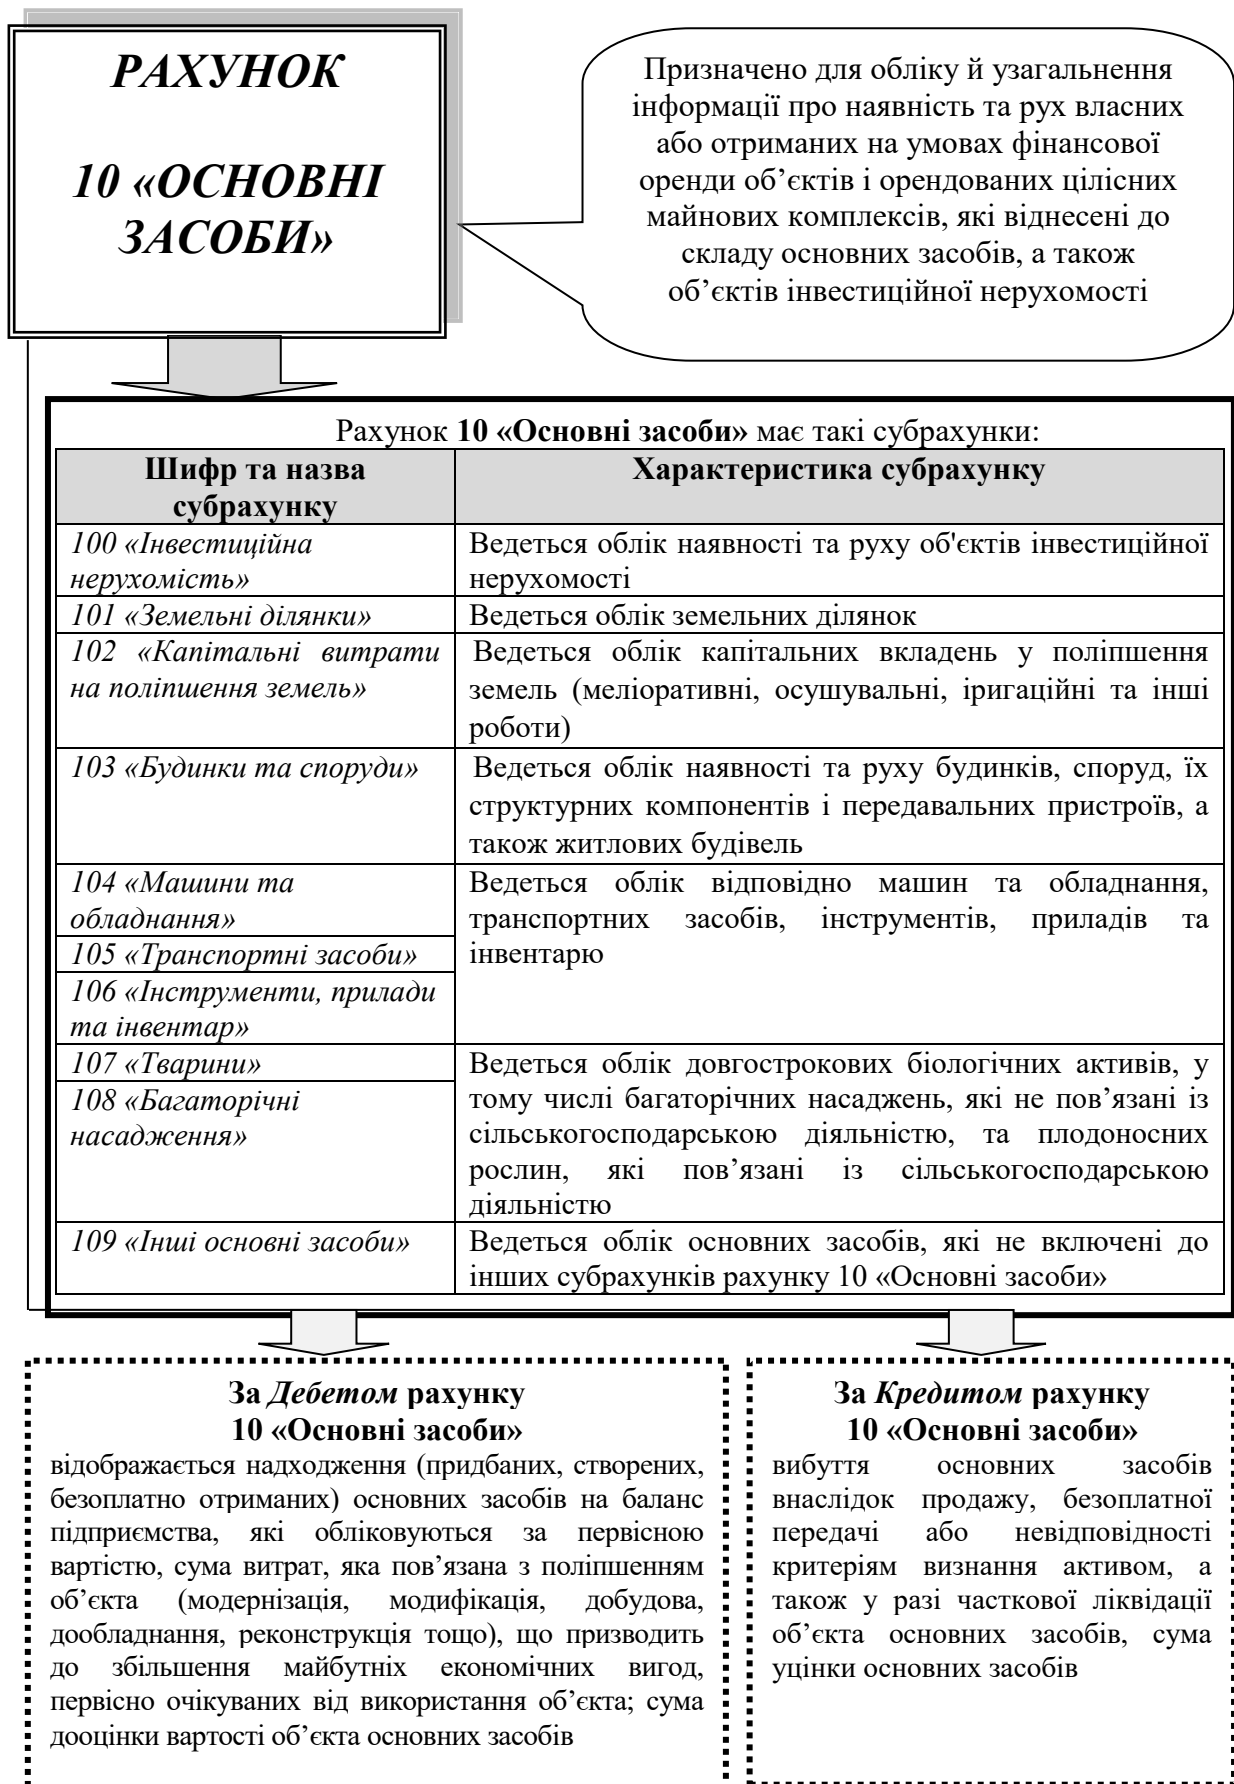 РАХУНОК
10 «ОСНОВНІ
ЗАСОБИ»
Призначено для обліку й узагальнення
інформації про наявність та рух власних
або отриманих на умовах фінансової
оренди об’єктів і орендованих цілісних
майнових комплексів, які віднесені до
складу основних засобів, а також
об’єктів інвестиційної нерухомості
Рахунок 10 «Основні засоби» має такі субрахунки:
Шифр та назва
субрахунку
Характеристика субрахунку
100 «Інвестиційна
нерухомість»
Ведеться облік наявності та руху об'єктів інвестиційної
нерухомості
101 «Земельні ділянки»
Ведеться облік земельних ділянок
102 «Капітальні витрати
на поліпшення земель»
Ведеться облік капітальних вкладень у поліпшення
земель (меліоративні, осушувальні, іригаційні та інші
роботи)
103 «Будинки та споруди»
Ведеться облік наявності та руху будинків, споруд, їх
структурних компонентів і передавальних пристроїв, а
також житлових будівель
104 «Машини та
обладнання»
105 «Транспортні засоби»
106 «Інструменти, прилади
та інвентар»
Ведеться облік відповідно машин та обладнання,
транспортних засобів, інструментів, приладів та
інвентарю
107 «Тварини»
108 «Багаторічні
насадження»
Ведеться облік довгострокових біологічних активів, у
тому числі багаторічних насаджень, які не пов’язані із
сільськогосподарською діяльністю, та плодоносних
рослин, які пов’язані із сільськогосподарською
діяльністю
109 «Інші основні засоби»
Ведеться облік основних засобів, які не включені до
інших субрахунків рахунку 10 «Основні засоби»
За Дебетом рахунку
10 «Основні засоби»
відображається надходження (придбаних, створених,
безоплатно отриманих) основних засобів на баланс
підприємства, які обліковуються за первісною
вартістю, сума витрат, яка пов’язана з поліпшенням
об’єкта (модернізація, модифікація, добудова,
дообладнання, реконструкція тощо), що призводить
до збільшення майбутніх економічних вигод,
первісно очікуваних від використання об’єкта; сума
дооцінки вартості об’єкта основних засобів
За Кредитом рахунку
10 «Основні засоби»
вибуття основних засобів
внаслідок продажу, безоплатної
передачі або невідповідності
критеріям визнання активом, а
також у разі часткової ліквідації
об’єкта основних засобів, сума
уцінки основних засобів